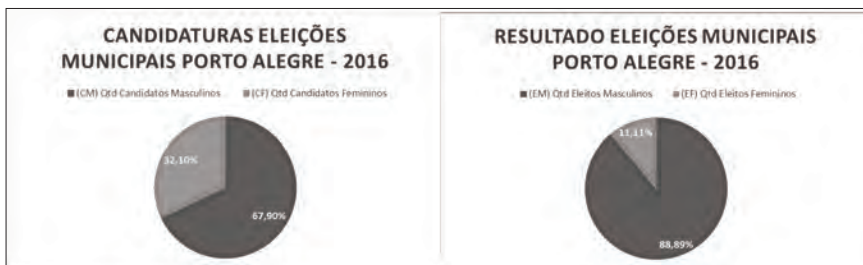 CANDIDATURAS ELEIÇÕES
MUNICIPAIS PORTO ALEGRE - 2016
(CM) Qtd Candidatos Masculinos (CF) Qtd Candidatos Femininos
32,10%
67,90%
RESULTADO ELEIÇÕES MUNICIPAIS
PORTO ALEGRE - 2016
(EM) Qtd Eleitos Masculinos (EF) Qtd Eleitos Femininos
11,11%
88,89%